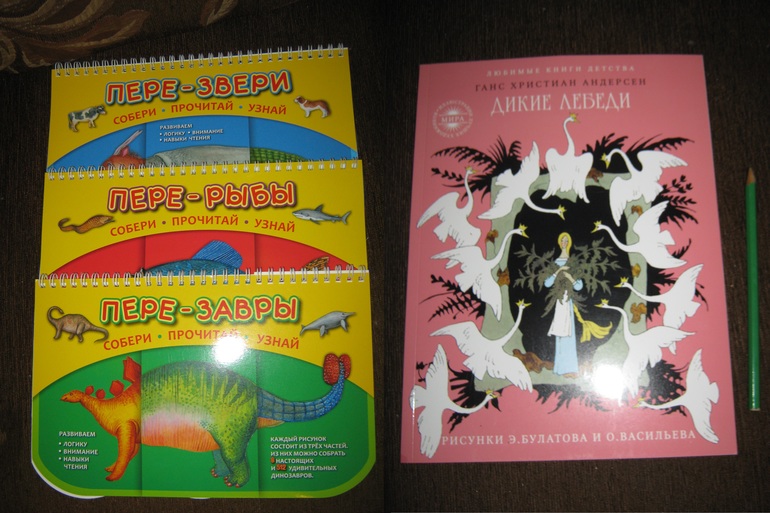 ПЕРЕ-ЗВЕРИ
СОБЕРИ • ПРОЧИТАЙ • УЗНАЙ
РАЗВИВАЕМ
• ЛОГИКУ • ВНИМАНИЕ
• НАВЫКИ ЧТЕНИЯ
ПЕРЕ-РЫБЫ
СОБЕРИ • ПРОЧИТАЙ • УЗНАЙ
ПЕРЕ-ЗАВРЫ
СОБЕРИ • ПРОЧИТАЙ • УЗНАЙ
РАЗВИВАЕМ
• ЛОГИКУ
• ВНИМАНИЕ
• НАВЫКИ
ЧТЕНИЯ
КАЖДЫЙ РИСУНОК
СОСТОИТ ИЗ ТРЁХ ЧАСТЕЙ.
ИЗ НИХ МОЖНО СОБРАТЬ
НАСТОЯЩИХ
И УДИВИТЕЛЬНЫХ
ДИНОЗАВРОВ.
ЛЮБИМЫЕ КНИГИ ДЕТСТВА
ГАНС ХРИСТИАН АНДЕРСЕН
ДИКИЕ ЛЕБЕДИ
МИРА
РИСУНКИ Э.БУЛАТОВА И О.ВАСИЛЬЕВА